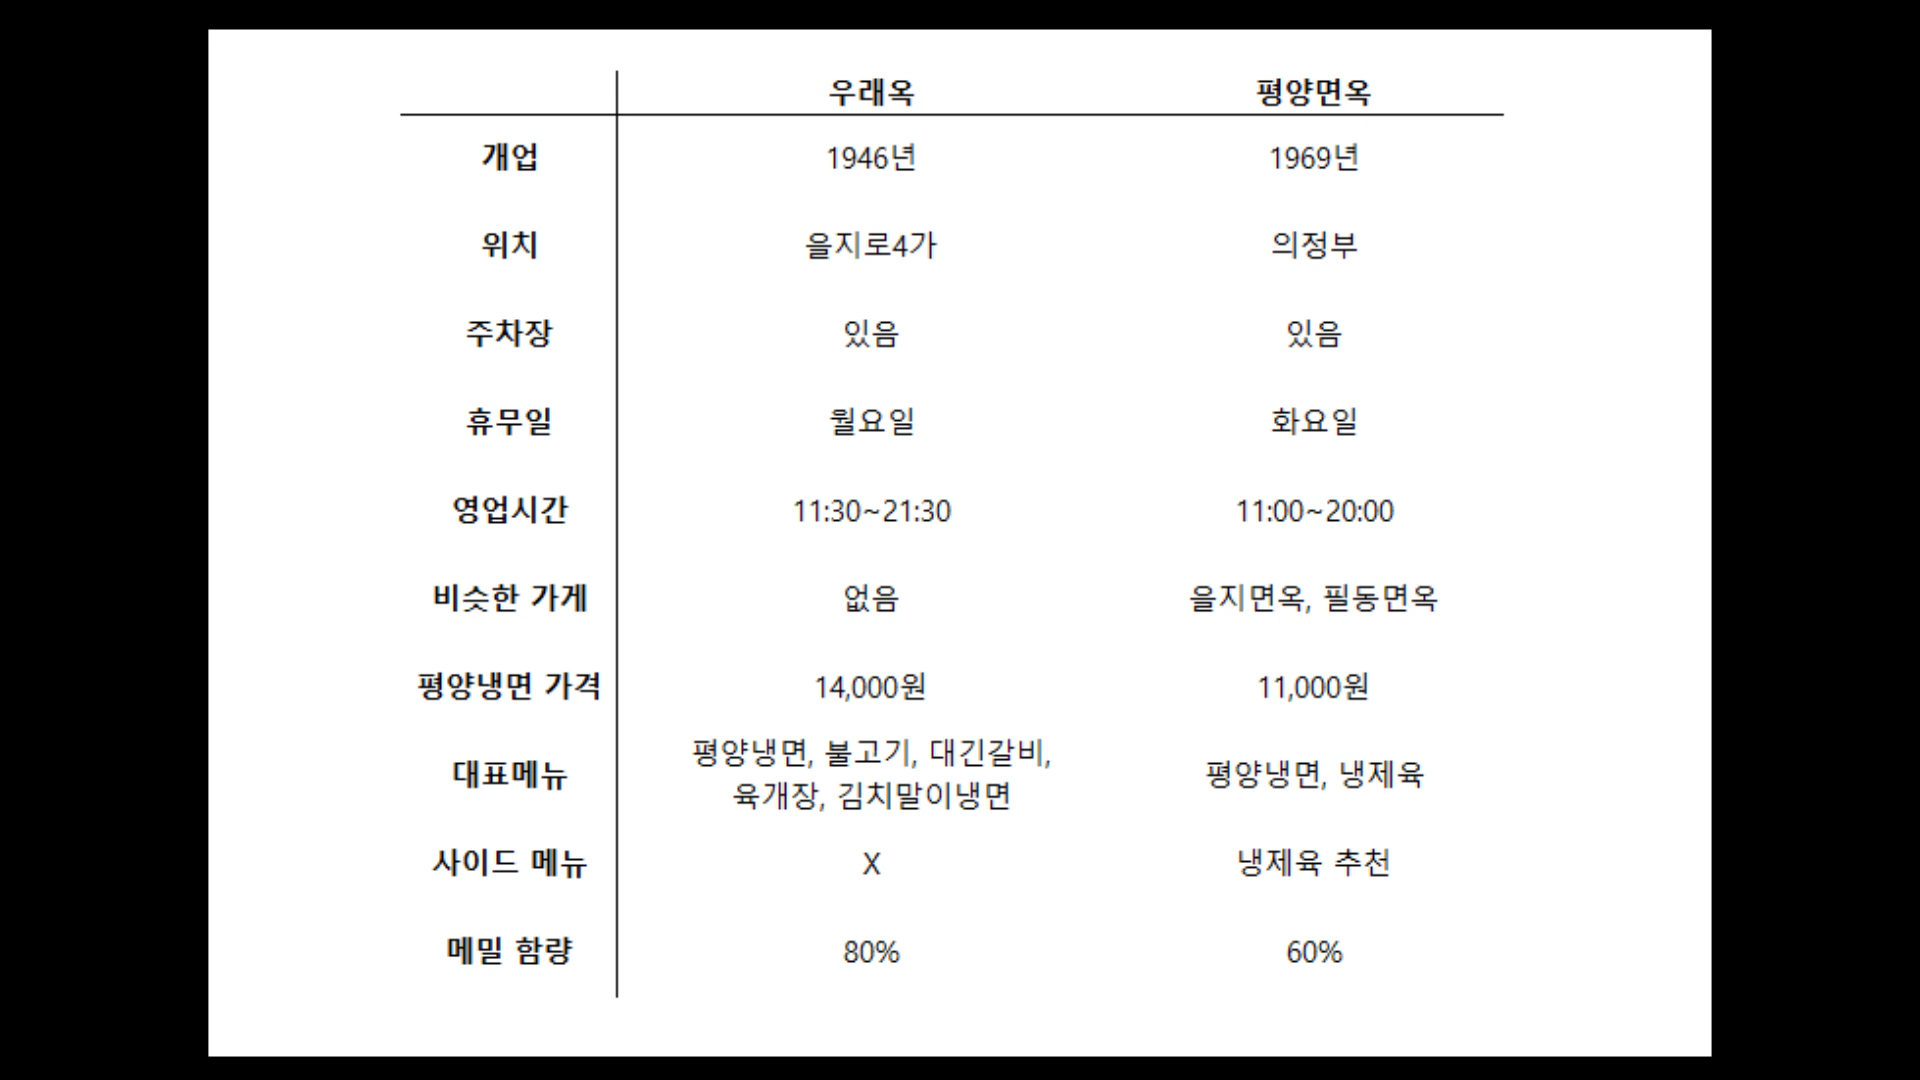 우래옥 평양면옥
개업 1946년 1969년
위치 을지로4가 의정부
주차장 있음 있음
휴무일 월요일 화요일
영업시간 11:30~21:30 11:00~20:00
비슷한 가게 없음 을지면옥, 필동면옥
평양냉면 가격 14,000원 11,000원
대표메뉴 평양냉면, 불고기, 대긴갈비,
육개장, 김치말이냉면 평양냉면, 냉제육
사이드 메뉴 X 냉제육 추천
메밀 함량 80% 60%